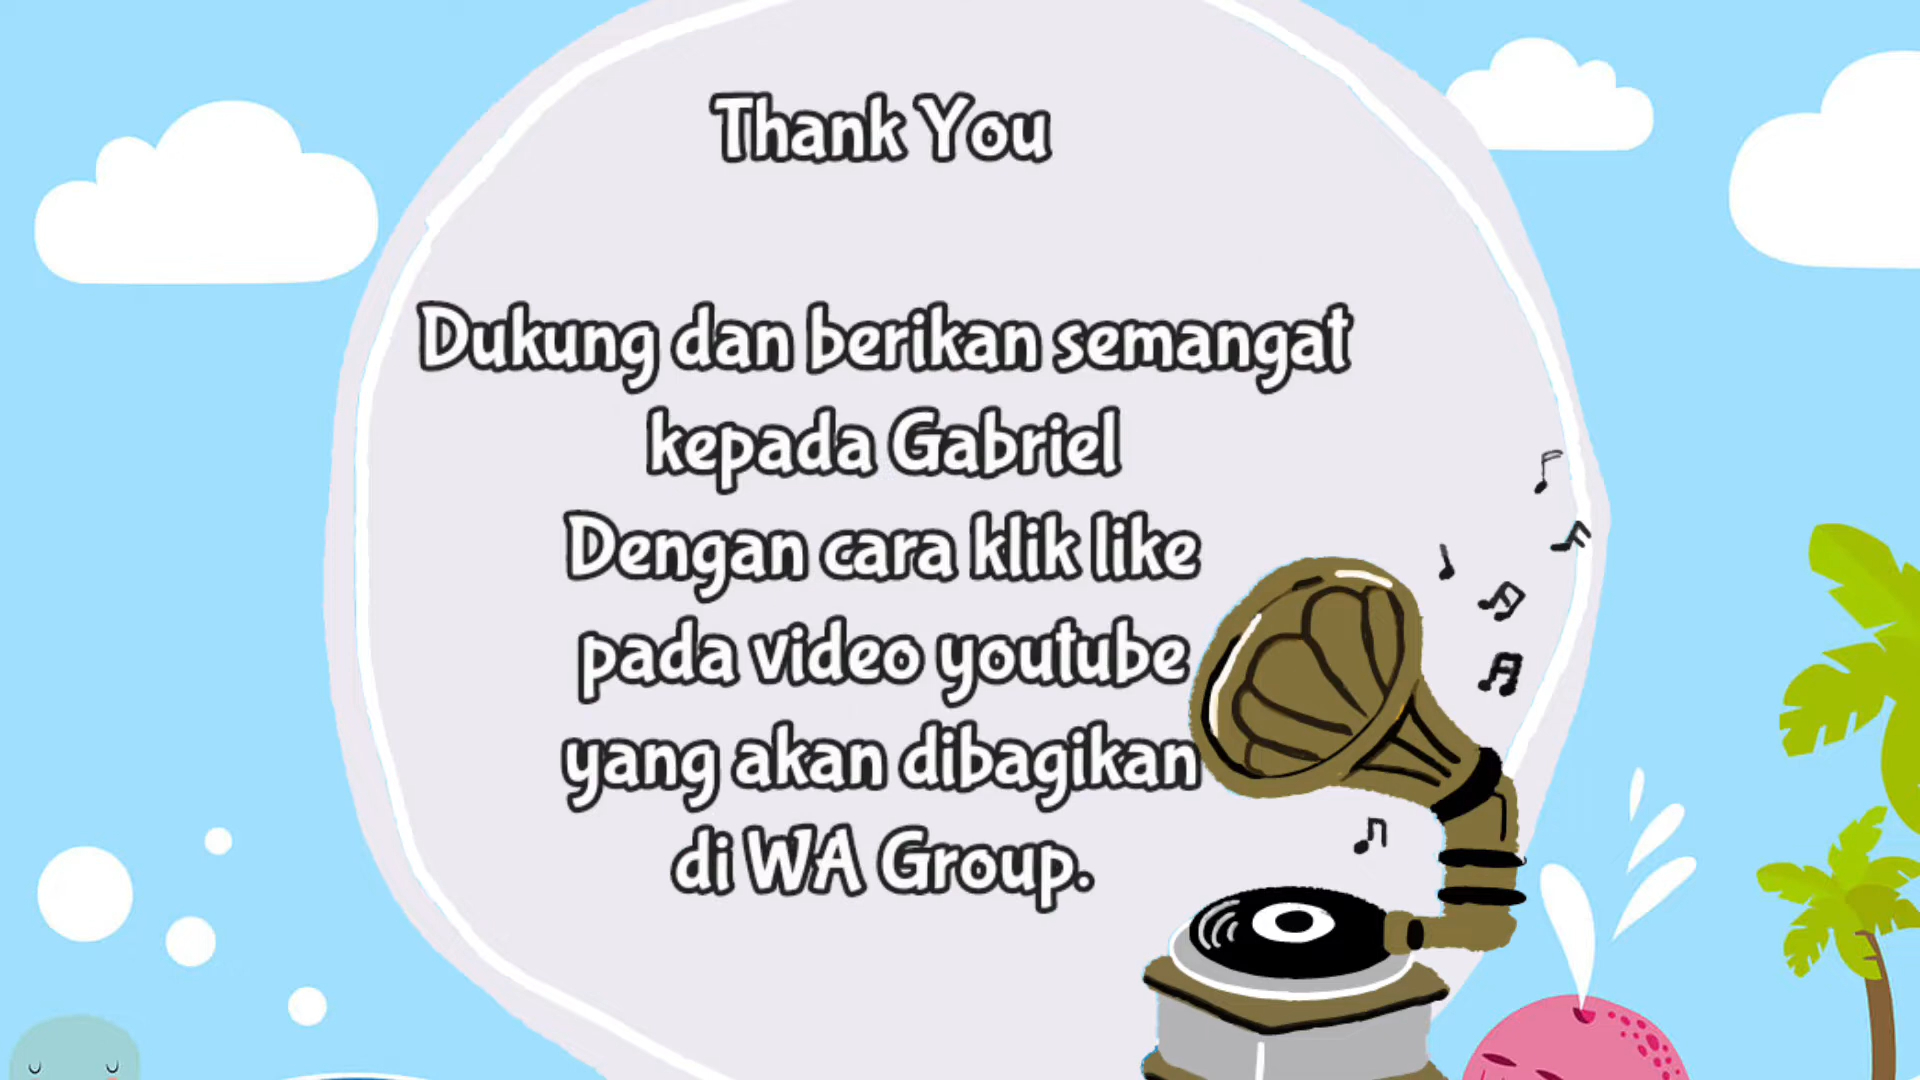 Thank You
Dukung dan berikan semangat
kepada Gabriel
Dengan cara klik like
pada video youtube
yang akan dibagikan
di WA Group.